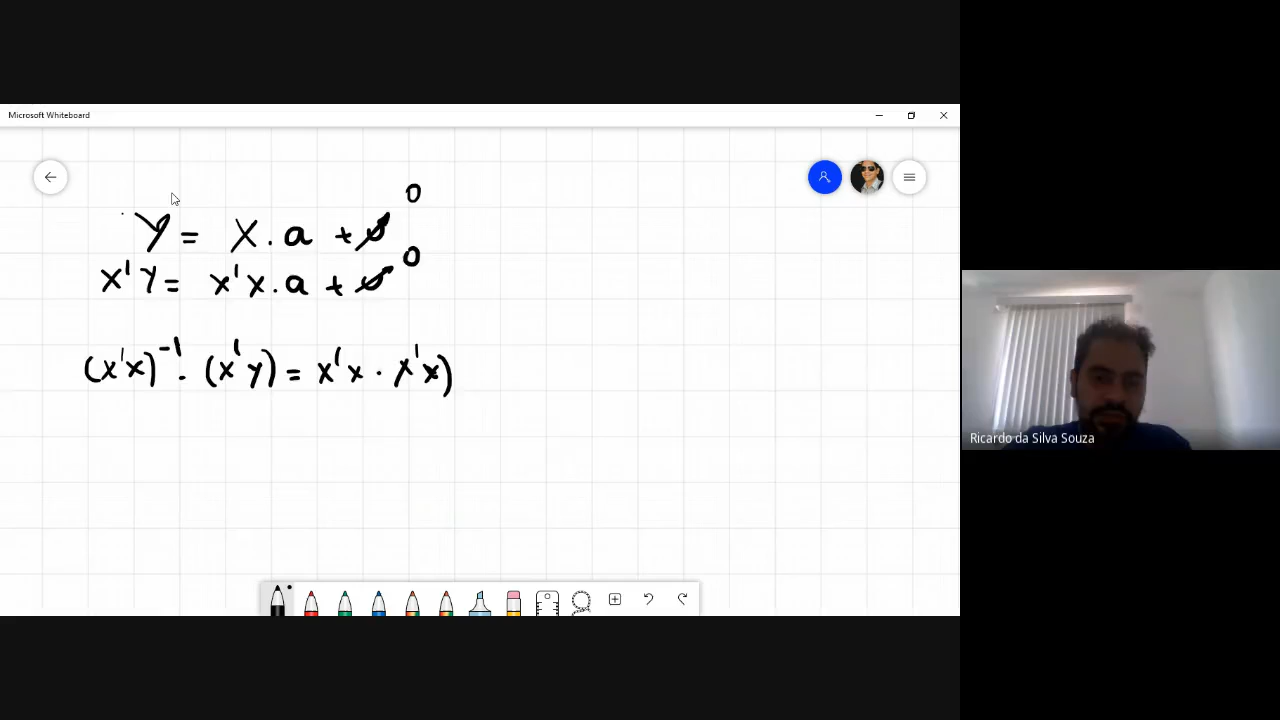 Microsoft Whiteboard
0
Y = X . a + 
0
X'Y = X'X . a + 
(X'X)⁻¹ . (X'Y) = X'X . X'X)
Ricardo da Silva Souza